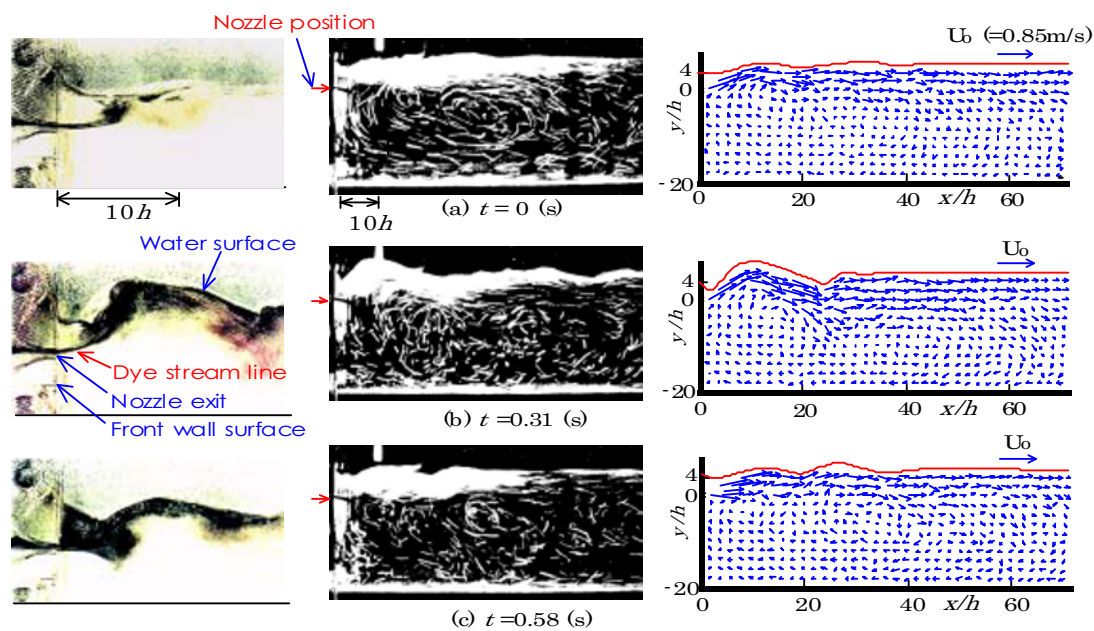 Nozzle position
U₀ (=0.85m/s)
4
0
y/h
-20
0
20
40
60
x/h
10h
10h
(a) t = 0 (s)
Water surface
U₀
4
0
y/h
-20
0
20
40
60
x/h
Dye stream line
Nozzle exit
Front wall surface
(b) t=0.31 (s)
U₀
4
0
y/h
-20
0
20
40
60
x/h
(c) t=0.58 (s)